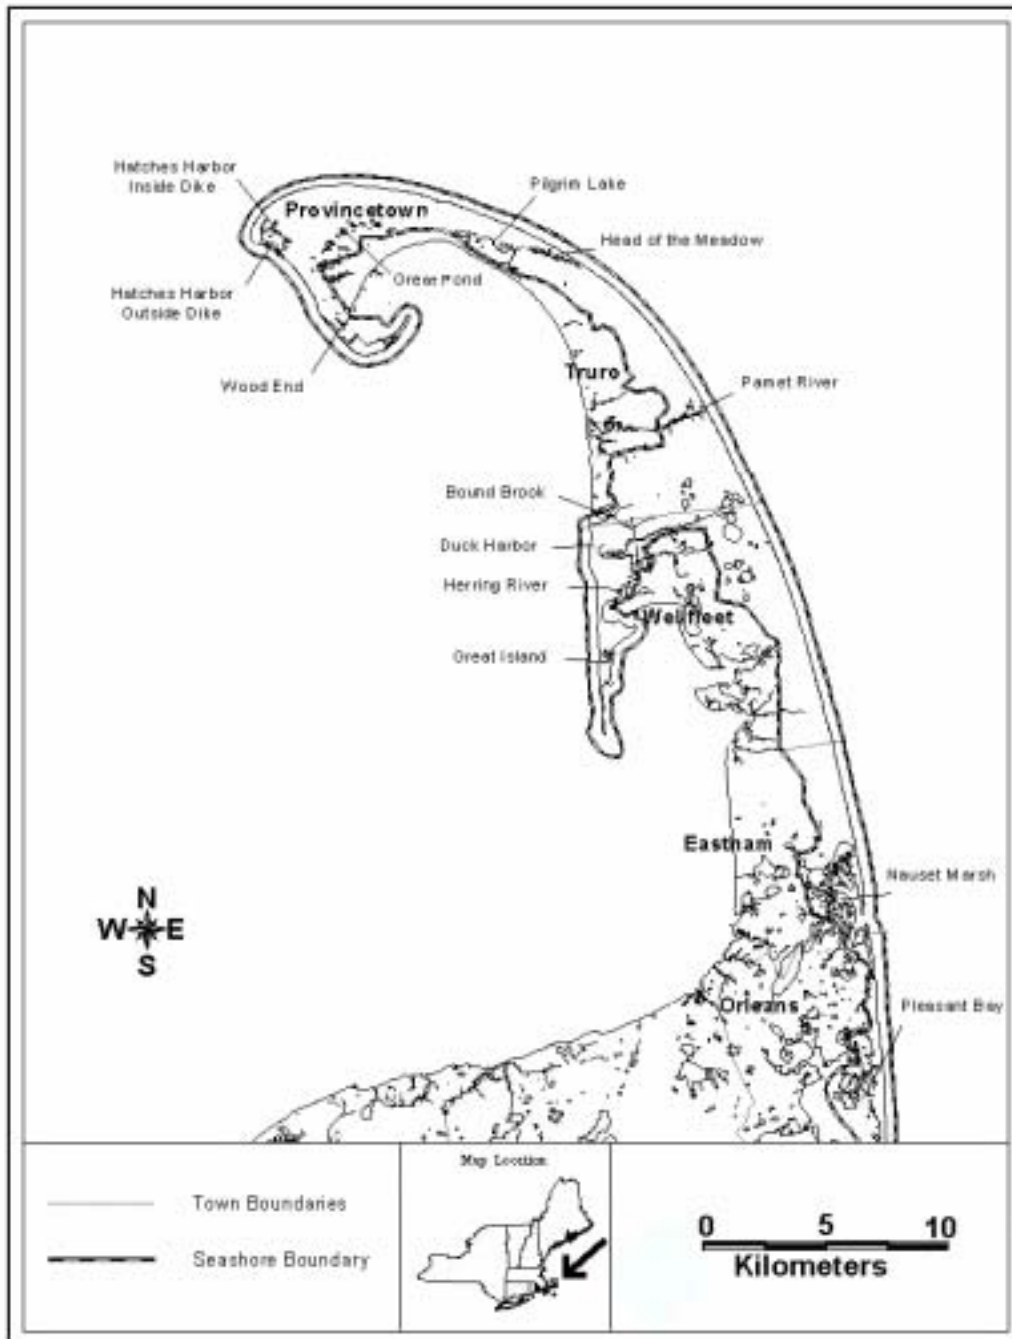 Hatches Harbor
Inside Dike
Pilgrim Lake
Provincetown
Head of the Meadow
Great Pond
Hatches Harbor
Outside Dike
Wood End
Truro
Pamet River
Bound Brook
Duck Harbor
Herring River
Wellfleet
Great Island
Eastham
Nauset Marsh
N
W E
S
Orleans
Pleasant Bay
Map Location
Town Boundaries
Seashore Boundary
0 5 10
Kilometers